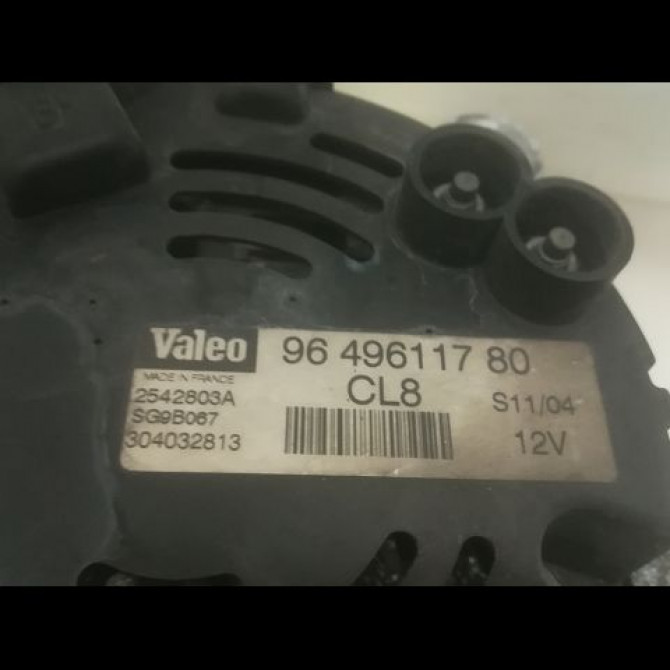 Valeo 96 496117 80
MADE IN FRANCE
2542803A CL8 S11/04
SG9B067
304032813 12V